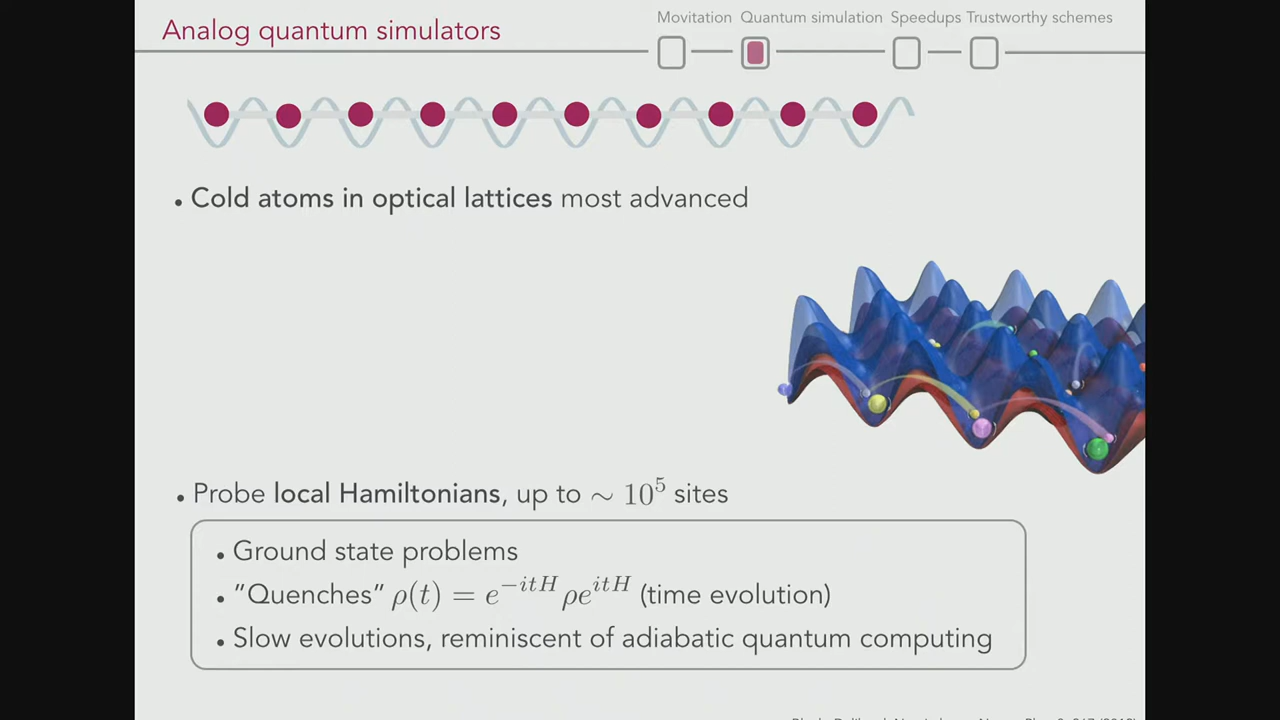 Analog quantum simulators
Movitation Quantum simulation Speedups Trustworthy schemes
• Cold atoms in optical lattices most advanced
• Probe local Hamiltonians, up to ∼ 10⁵ sites
• Ground state problems
• "Quenches" ρ(t) = e^{−itH} ρe^{itH} (time evolution)
• Slow evolutions, reminiscent of adiabatic quantum computing